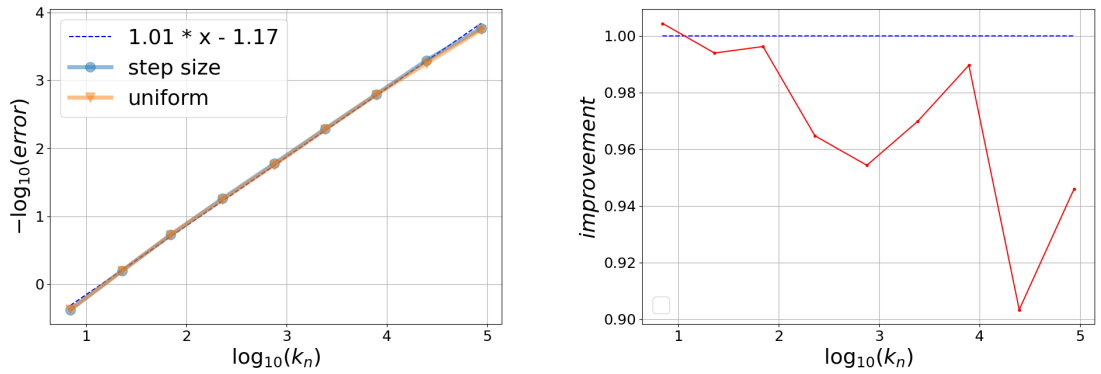 4
3
2
1
0
−log₁₀(error)
1.01 * x - 1.17
step size
uniform
1 2 3 4 5
log₁₀(kₙ)
1.00
0.98
0.96
0.94
0.92
0.90
improvement
1 2 3 4 5
log₁₀(kₙ)